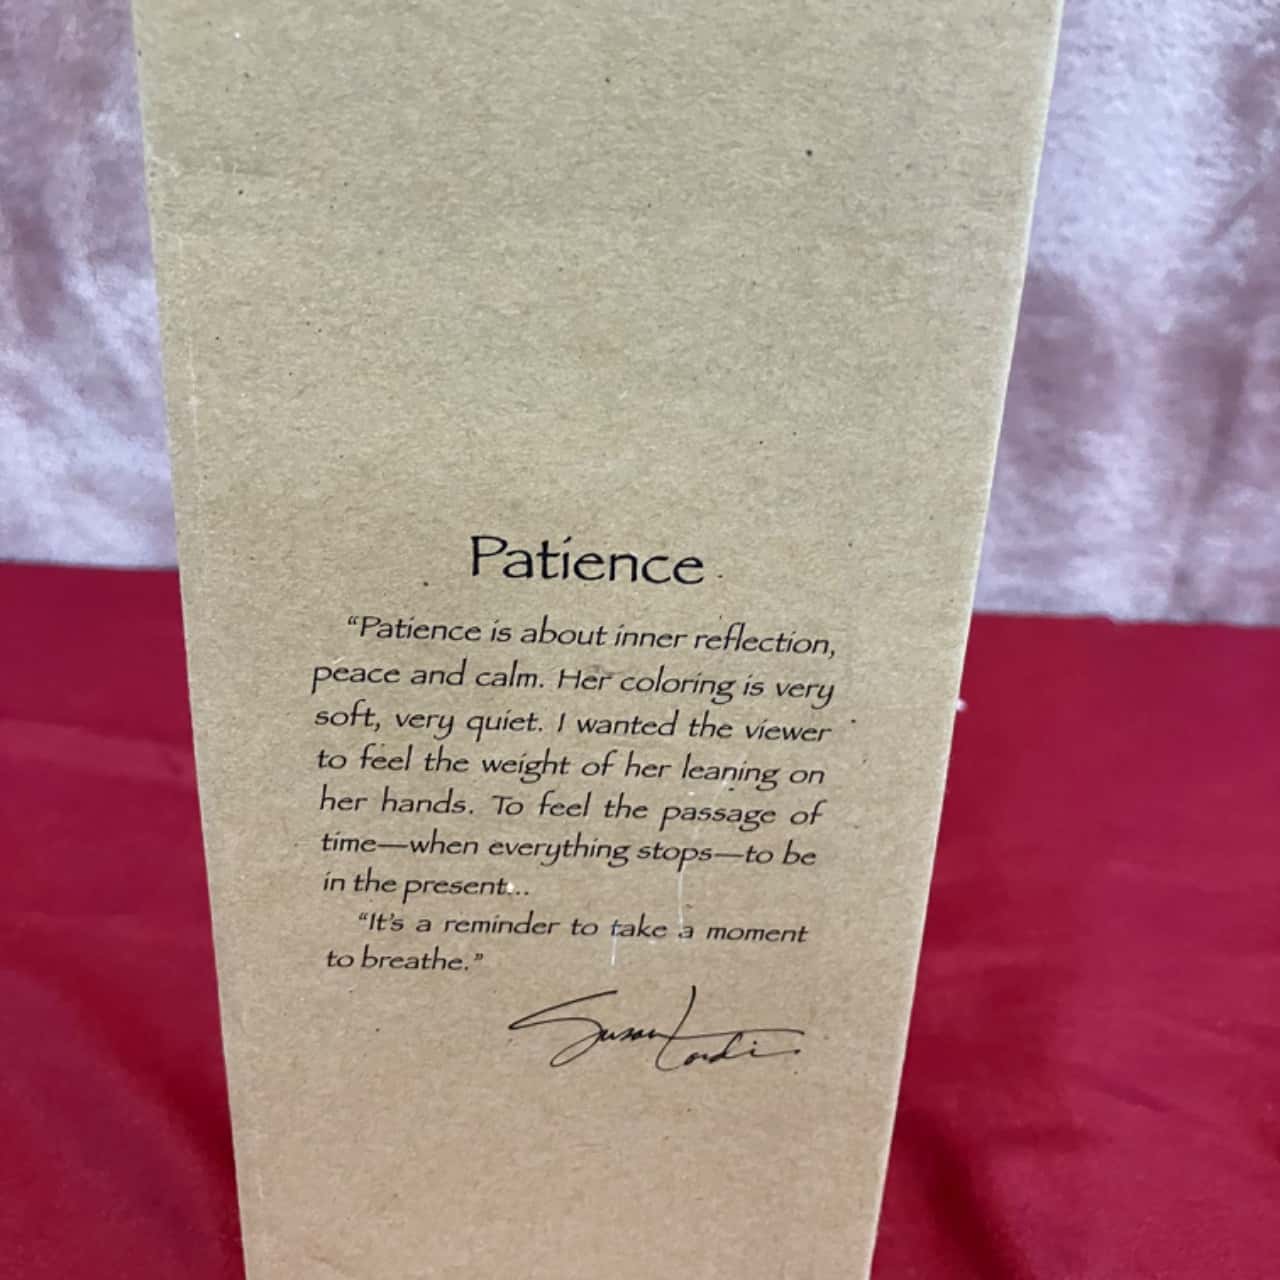 Patience
“Patience is about inner reflection,
peace and calm. Her coloring is very
soft, very quiet. I wanted the viewer
to feel the weight of her leaning on
her hands. To feel the passage of
time—when everything stops—to be
in the present...
“It’s a reminder to take a moment
to breathe.”
Susan Lordi